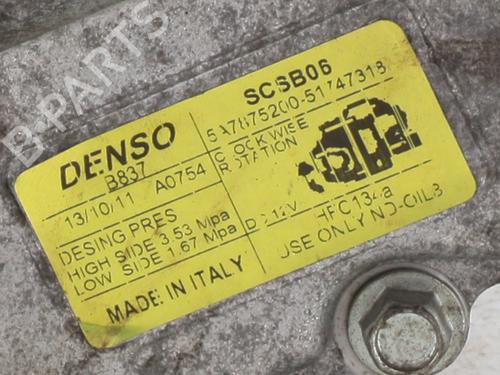 B-PARTS
DENSO
B837
13/10/11 A0754
DESING PRES
HIGH SIDE 3.53 Mpa
LOW SIDE 1.67 Mpa
MADE IN ITALY
SCSB06
5A7875200-51747318
CLOCKWISE
ROTATION
DC 12V
HFC134a
USE ONLY ND-OIL8